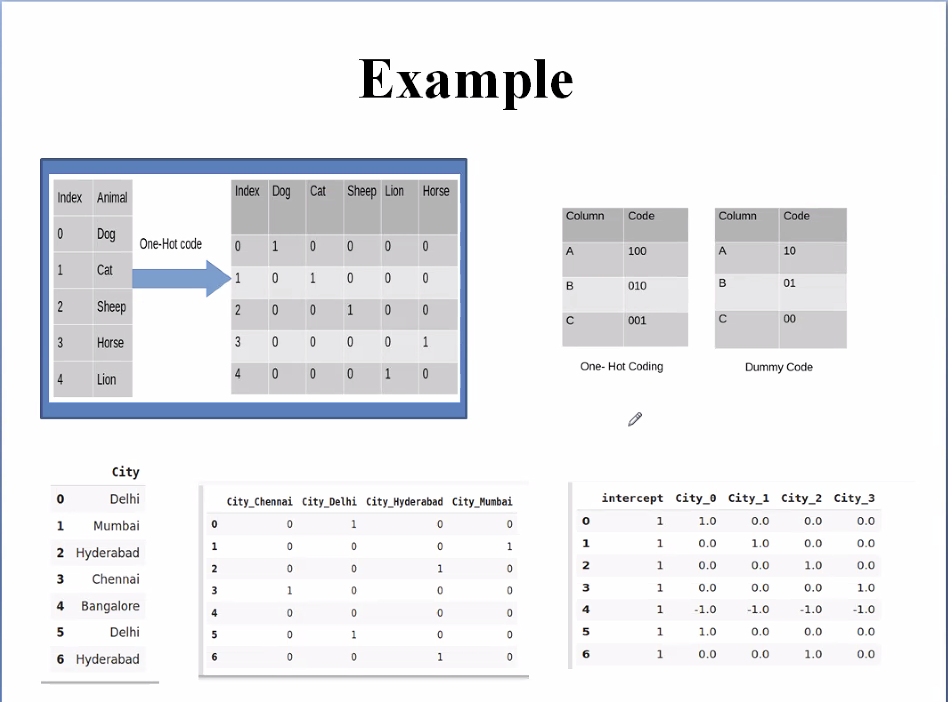 Example
Index Animal
0 Dog
1 Cat
2 Sheep
3 Horse
4 Lion
One-Hot code
Index Dog Cat Sheep Lion Horse
0 1 0 0 0 0
1 0 1 0 0 0
2 0 0 1 0 0
3 0 0 0 0 1
4 0 0 0 1 0
Column Code
A 100
B 010
C 001
One- Hot Coding
Column Code
A 10
B 01
C 00
Dummy Code
City
0 Delhi
1 Mumbai
2 Hyderabad
3 Chennai
4 Bangalore
5 Delhi
6 Hyderabad
City_Chennai City_Delhi City_Hyderabad City_Mumbai
0 0 1 0 0
1 0 0 0 1
2 0 0 1 0
3 1 0 0 0
4 0 0 0 0
5 0 1 0 0
6 0 0 1 0
intercept City_0 City_1 City_2 City_3
0 1 1.0 0.0 0.0 0.0
1 1 0.0 1.0 0.0 0.0
2 1 0.0 0.0 1.0 0.0
3 1 0.0 0.0 0.0 1.0
4 1 -1.0 -1.0 -1.0 -1.0
5 1 1.0 0.0 0.0 0.0
6 1 0.0 0.0 1.0 0.0